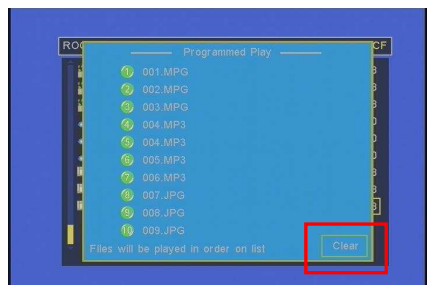 ROO
CF
Programmed Play
1 001.MPG
2 002.MPG
3 003.MPG
4 004.MP3
5 004.MP3
6 005.MP3
7 006.MP3
8 007.JPG
9 008.JPG
10 009.JPG
Files will be played in order on list
Clear